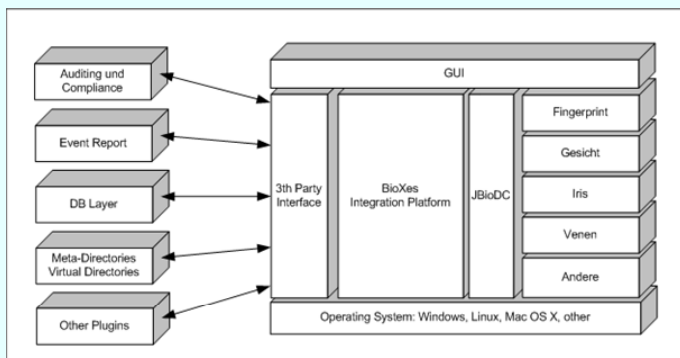 Auditing und
Compliance
Event Report
DB Layer
Meta-Directories
Virtual Directories
Other Plugins
GUI
3th Party
Interface
BioXes
Integration Platform
JBioDC
Fingerprint
Gesicht
Iris
Venen
Andere
Operating System: Windows, Linux, Mac OS X, other